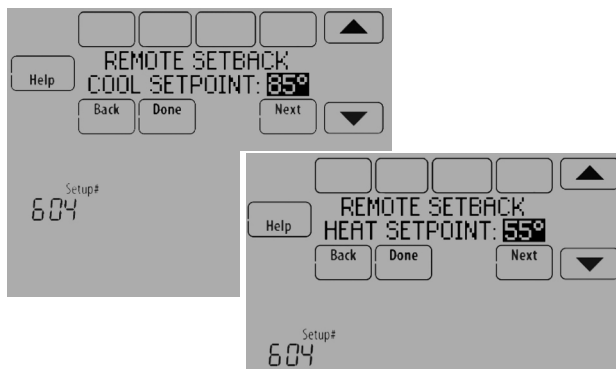 REMOTE SETBACK
Help
COOL SETPOINT: 85°
Back Done Next
Setup#
604
REMOTE SETBACK
Help
HEAT SETPOINT: 55°
Back Done Next
Setup#
604